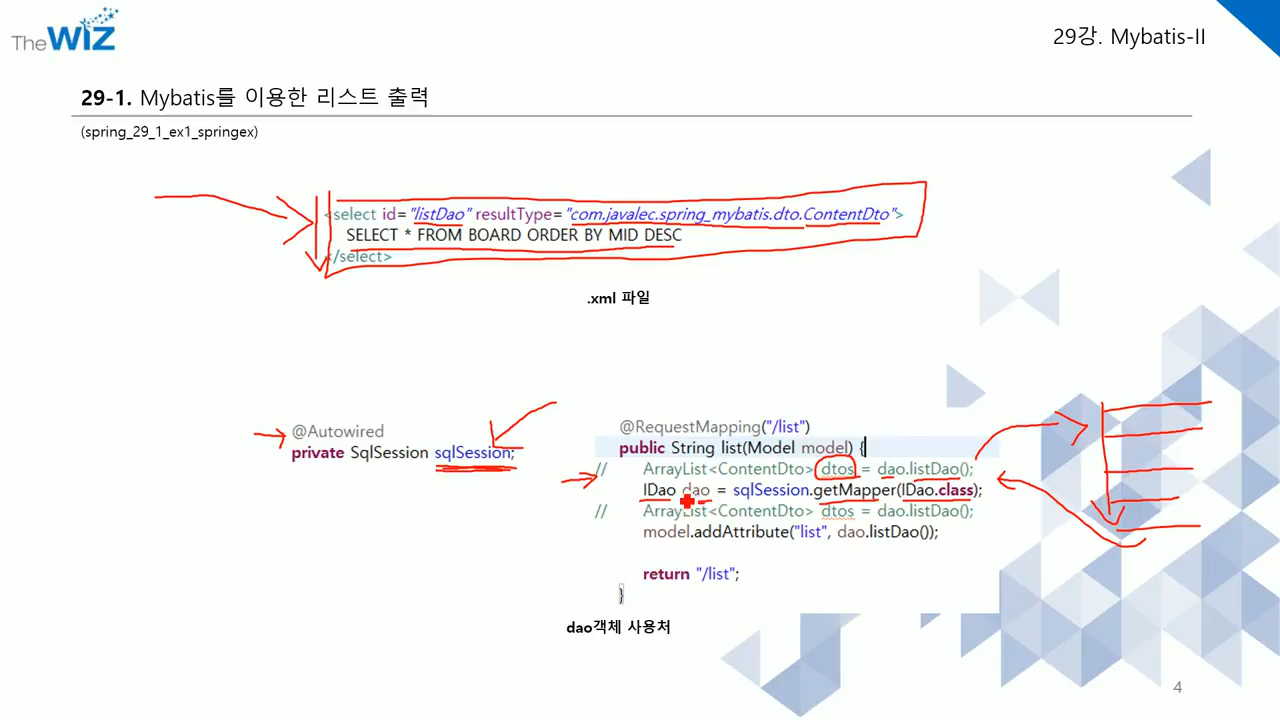 TheWIZ
29강. Mybatis-II
29-1. Mybatis를 이용한 리스트 출력
(spring_29_1_ex1_springex)
<select id="listDao" resultType="com.javalec.spring_mybatis.dto.ContentDto">
SELECT * FROM BOARD ORDER BY MID DESC
</select>
.xml 파일
@Autowired
private SqlSession sqlSession;
@RequestMapping("/list")
public String list(Model model) {
// ArrayList<ContentDto> dtos = dao.listDao();
IDao dao = sqlSession.getMapper(IDao.class);
// ArrayList<ContentDto> dtos = dao.listDao();
model.addAttribute("list", dao.listDao());
return "/list";
}
dao객체 사용처
4